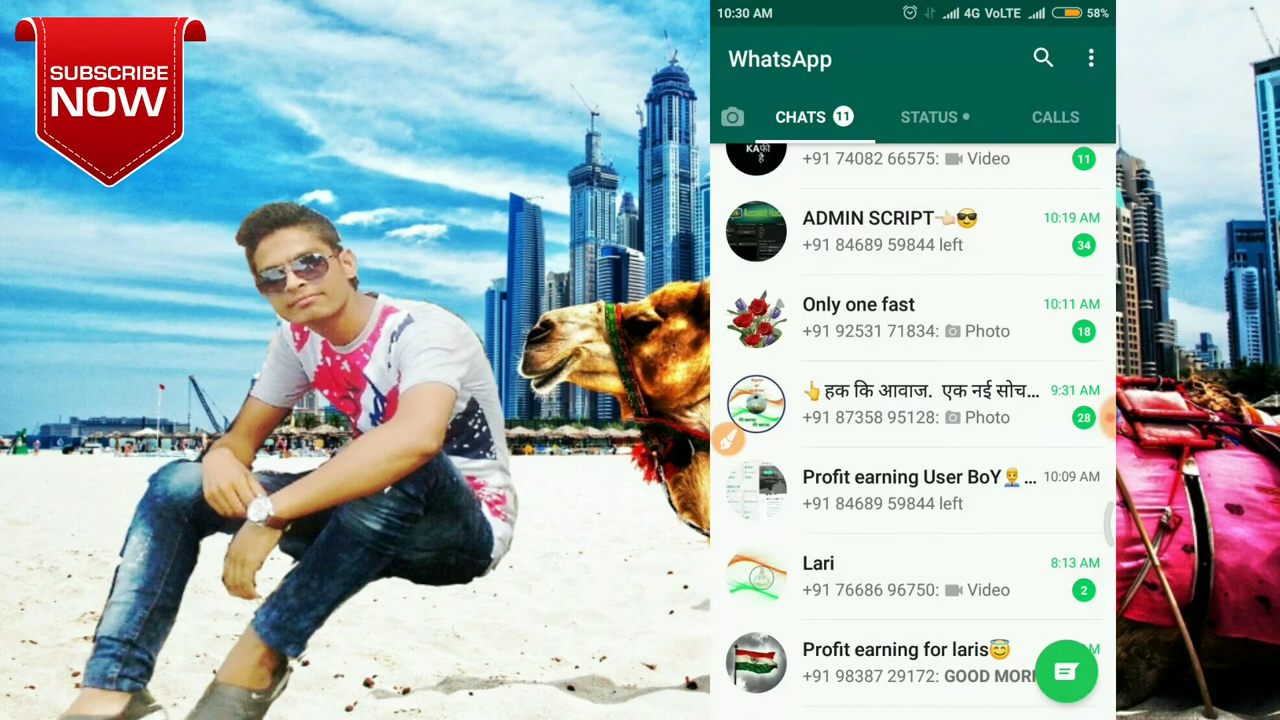 SUBSCRIBE
NOW
10:30 AM 4G VoLTE 58%
WhatsApp
CHATS 11 STATUS CALLS
KAफी
है
+91 74082 66575: Video 11
ADMIN SCRIPT👈🏻😎 10:19 AM
+91 84689 59844 left 34
Only one fast 10:11 AM
+91 92531 71834: Photo 18
👆हक कि आवाज. एक नई सोच... 9:31 AM
+91 87358 95128: Photo 28
Profit earning User BoY👨‍💼... 10:09 AM
+91 84689 59844 left
Lari 8:13 AM
+91 76686 96750: Video 2
Profit earning for laris😇 M
+91 98387 29172: GOOD MOR